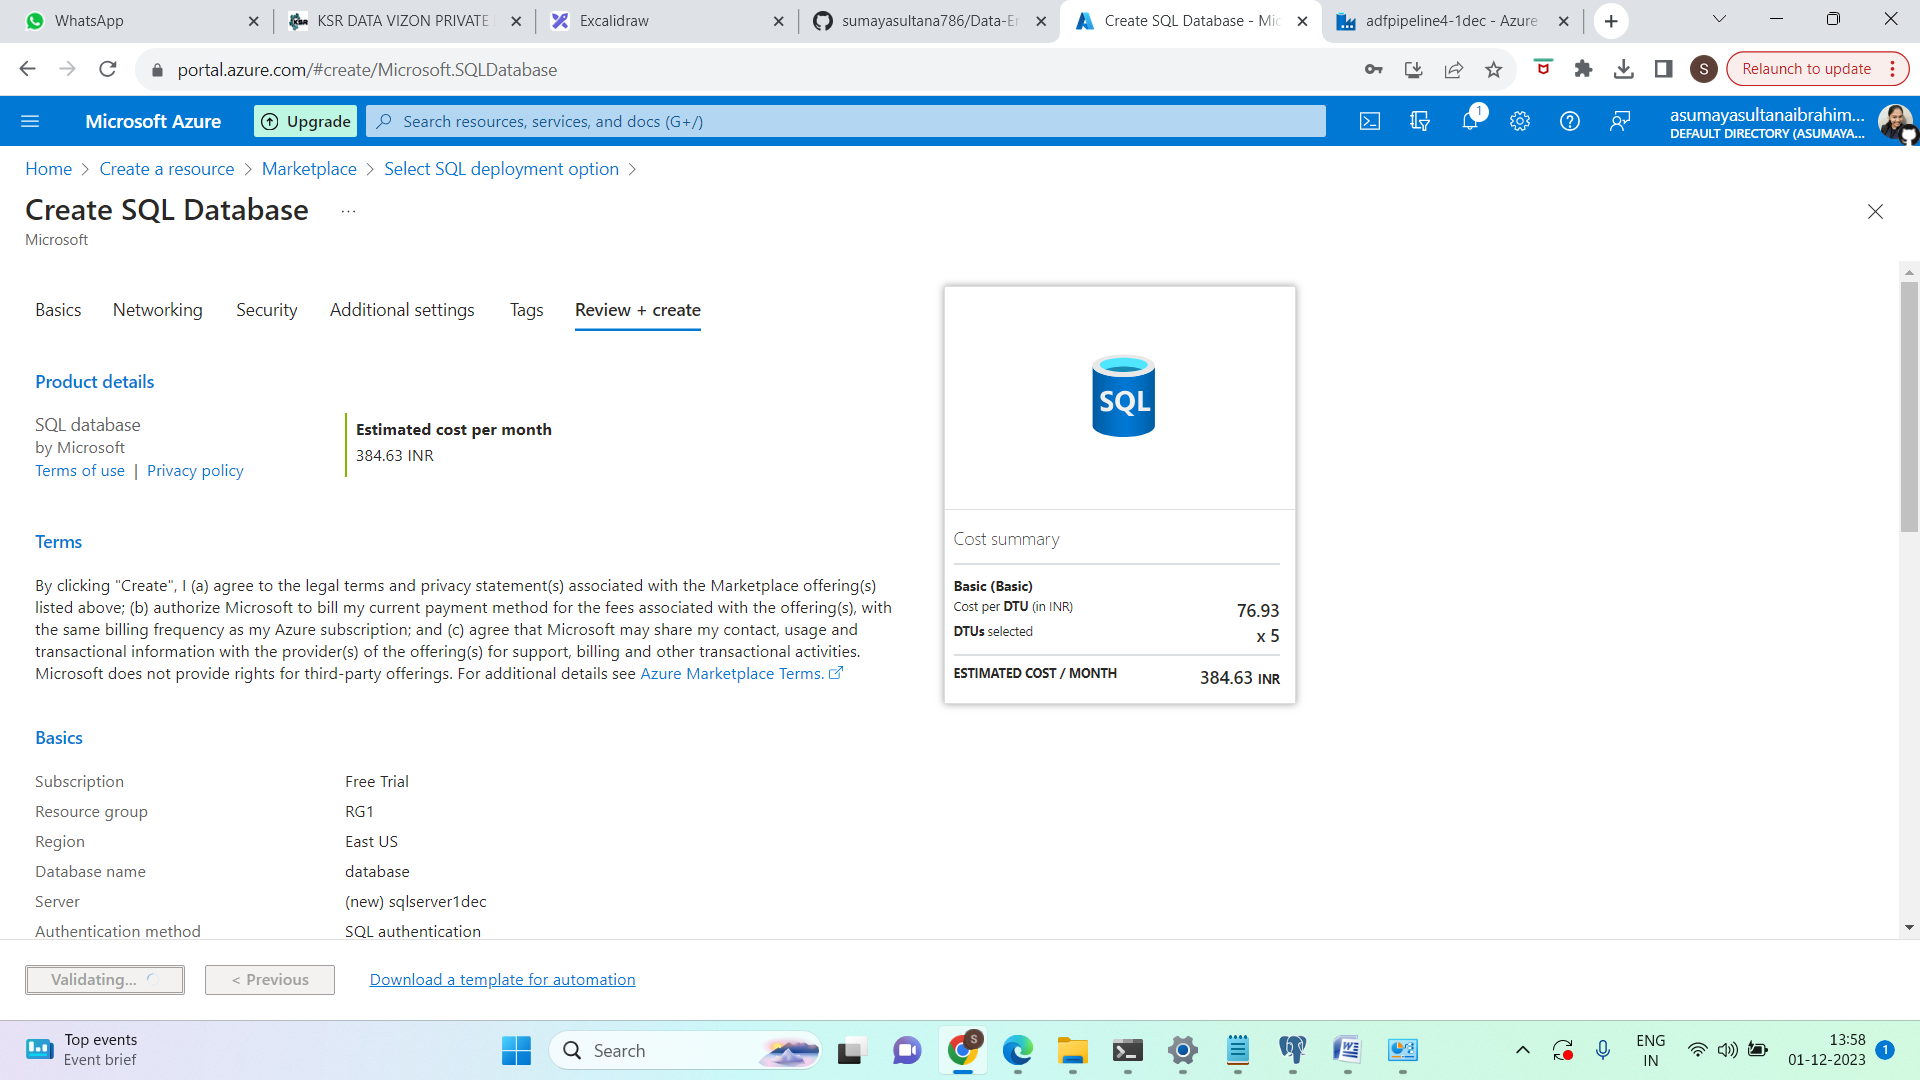 WhatsApp
KSR DATA VIZON PRIVATE
Excalidraw
sumayasultana786/Data-En
Create SQL Database - Mic
adfpipeline4-1dec - Azure
portal.azure.com/#create/Microsoft.SQLDatabase
S
Relaunch to update
Microsoft Azure
Upgrade
Search resources, services, and docs (G+/)
1
asumayasultanaibrahim...
DEFAULT DIRECTORY (ASUMAYA...
Home > Create a resource > Marketplace > Select SQL deployment option >
Create SQL Database ...
Microsoft
Basics
Networking
Security
Additional settings
Tags
Review + create
Product details
SQL database
by Microsoft
Terms of use | Privacy policy
Estimated cost per month
384.63 INR
Terms
By clicking "Create", I (a) agree to the legal terms and privacy statement(s) associated with the Marketplace offering(s)
listed above; (b) authorize Microsoft to bill my current payment method for the fees associated with the offering(s), with
the same billing frequency as my Azure subscription; and (c) agree that Microsoft may share my contact, usage and
transactional information with the provider(s) of the offering(s) for support, billing and other transactional activities.
Microsoft does not provide rights for third-party offerings. For additional details see Azure Marketplace Terms.
Basics
Subscription Free Trial
Resource group RG1
Region East US
Database name database
Server (new) sqlserver1dec
Authentication method SQL authentication
SQL
Cost summary
Basic (Basic)
Cost per DTU (in INR) 76.93
DTUs selected x 5
ESTIMATED COST / MONTH 384.63 INR
Validating...
< Previous
Download a template for automation
Top events
Event brief
Search
S
ENG
IN
13:58
01-12-2023
1